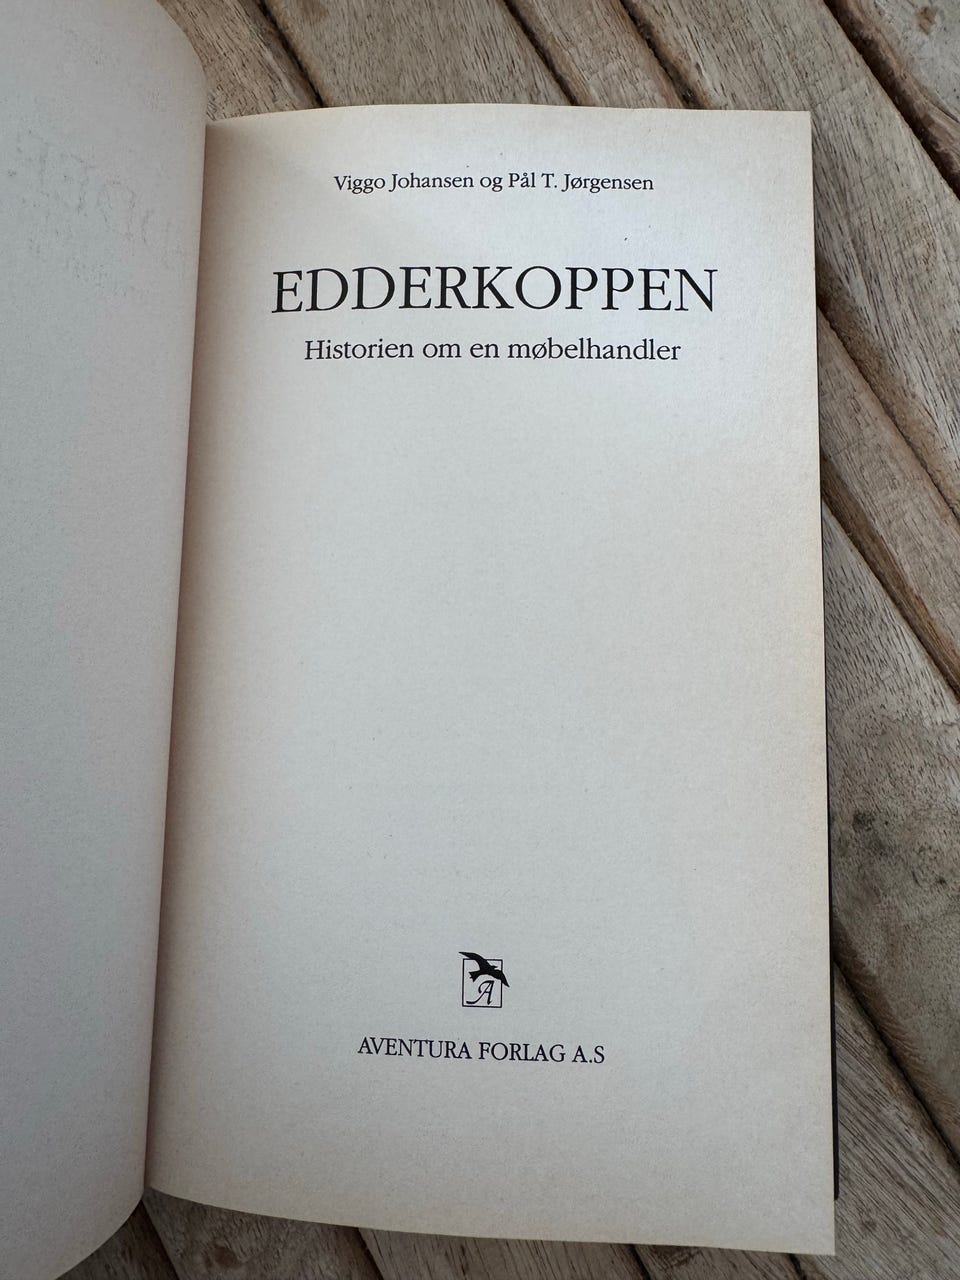 Viggo Johansen og Pål T. Jørgensen
EDDERKOPPEN
Historien om en møbelhandler
A
AVENTURA FORLAG A.S